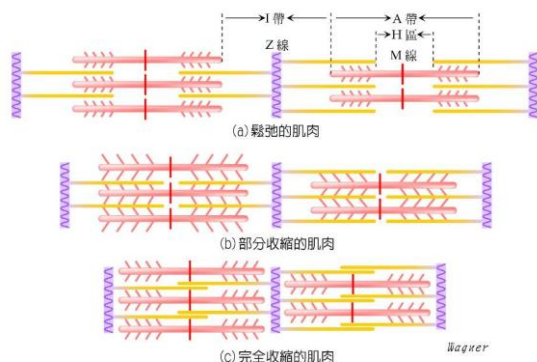 I 帶
A 帶
H 區
Z 線
M 線
(a)鬆弛的肌肉
(b)部分收縮的肌肉
(c)完全收縮的肌肉
Wagner